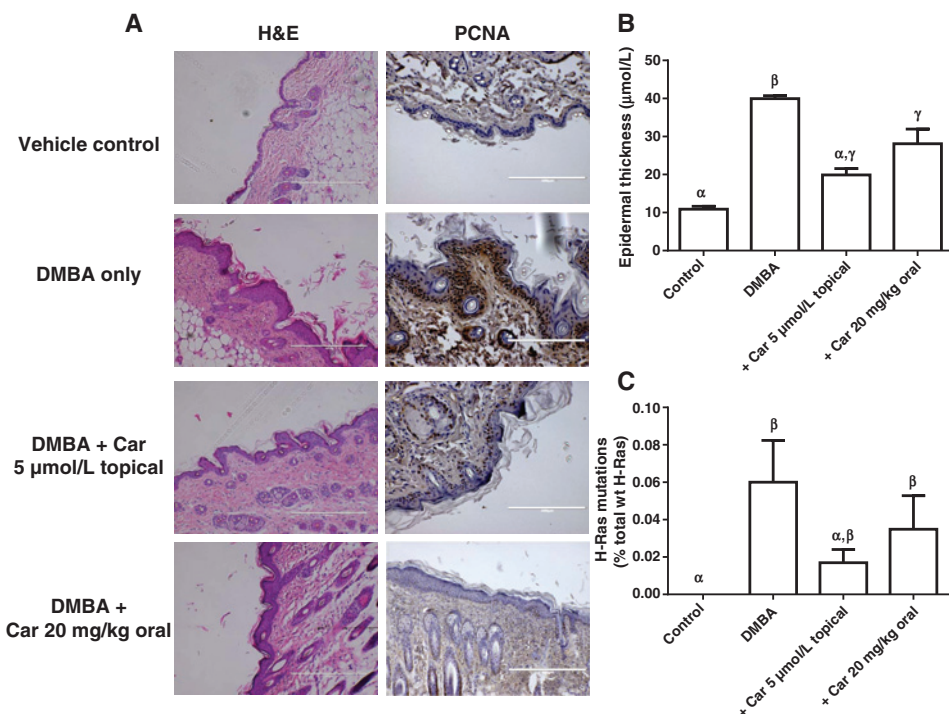 A
H&E
PCNA
Vehicle control
DMBA only
DMBA + Car
5 µmol/L topical
DMBA +
Car 20 mg/kg oral
B
Epidermal thickness (µmol/L)
50
40
30
20
10
0
α
β
α,γ
γ
Control
DMBA
+ Car 5 µmol/L topical
+ Car 20 mg/kg oral
C
H-Ras mutations
(% total wt H-Ras)
0.10
0.08
0.06
0.04
0.02
0.00
α
β
α,β
β
Control
DMBA
+ Car 5 µmol/L topical
+ Car 20 mg/kg oral